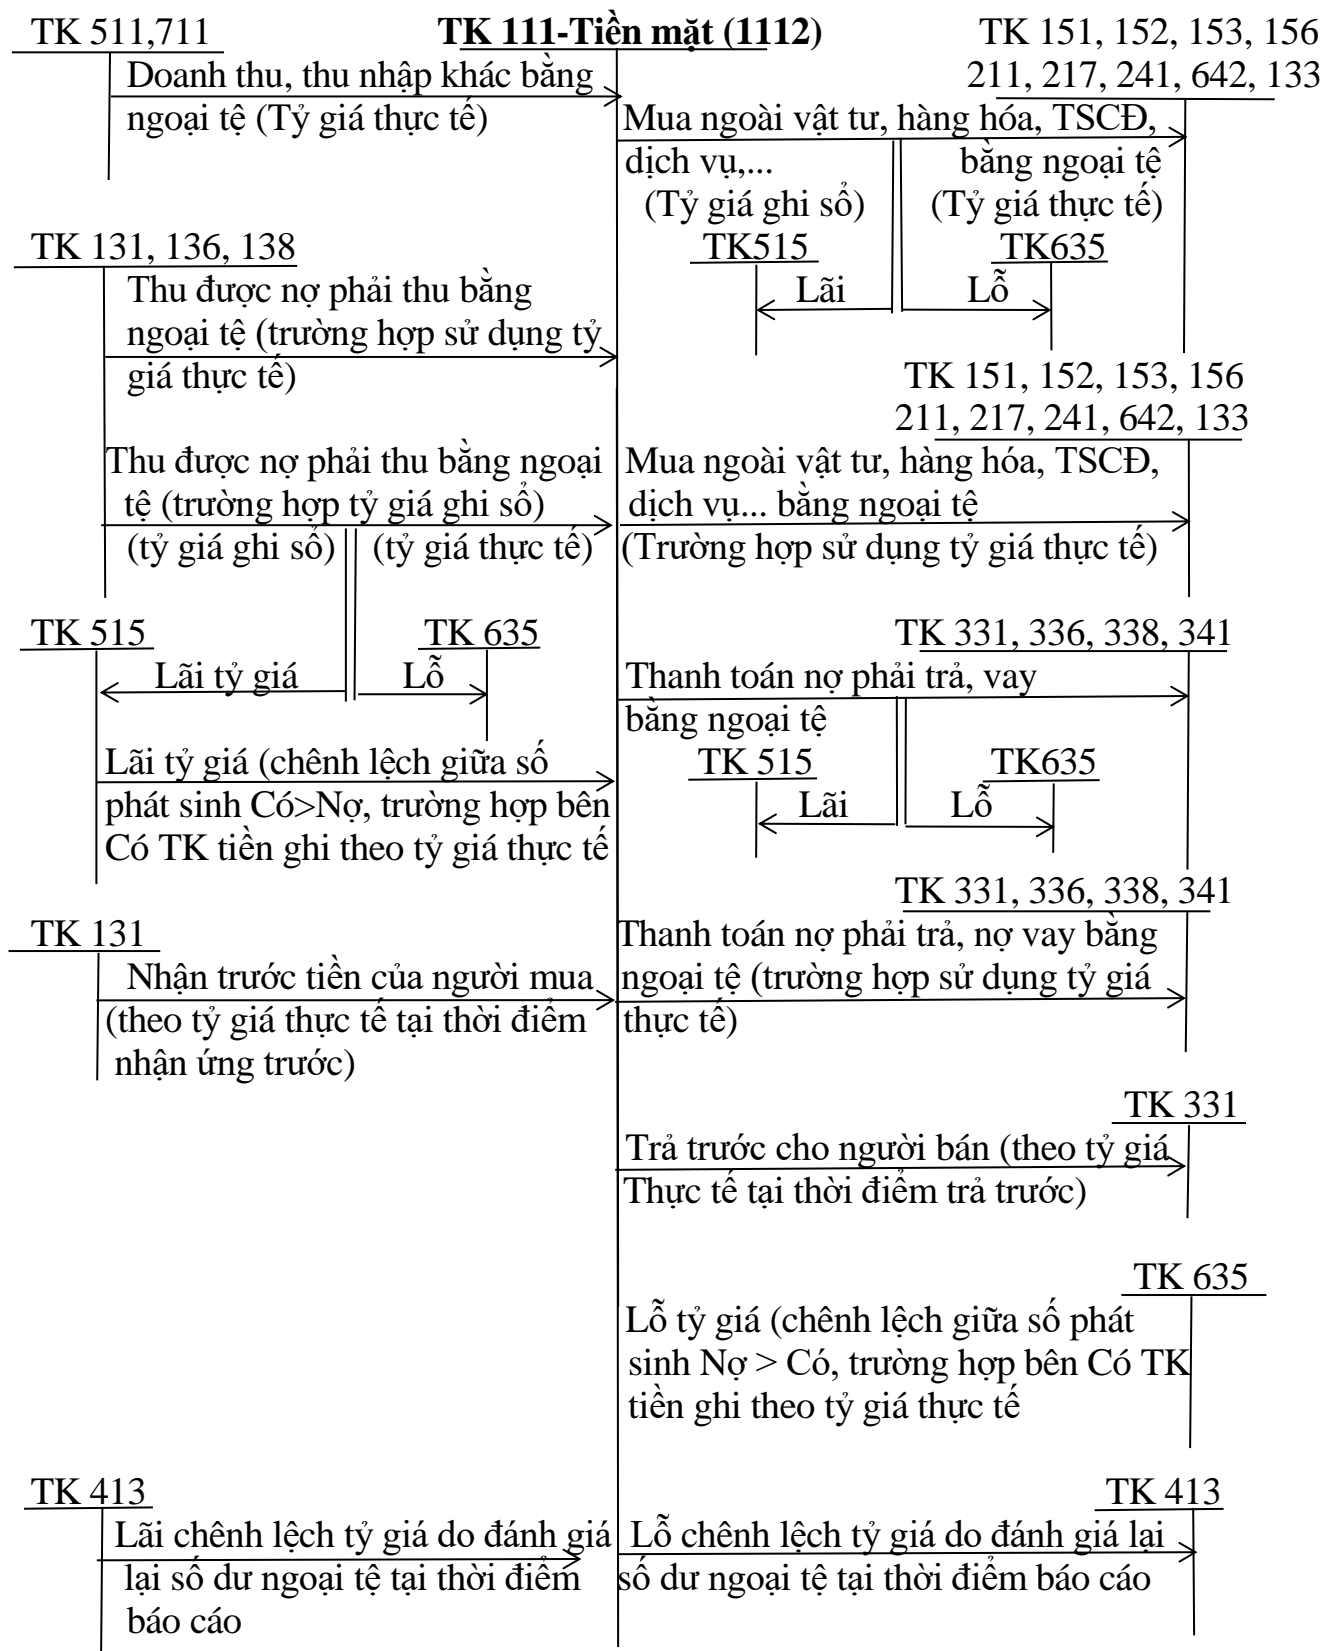 TK 511,711
TK 111-Tiền mặt (1112)
TK 151, 152, 153, 156
211, 217, 241, 642, 133
Doanh thu, thu nhập khác bằng
ngoại tệ (Tỷ giá thực tế)
Mua ngoài vật tư, hàng hóa, TSCĐ,
dịch vụ,... bằng ngoại tệ
(Tỷ giá ghi sổ) (Tỷ giá thực tế)
TK515 TK635
Lãi Lỗ
TK 131, 136, 138
Thu được nợ phải thu bằng
ngoại tệ (trường hợp sử dụng tỷ
giá thực tế)
TK 151, 152, 153, 156
211, 217, 241, 642, 133
Thu được nợ phải thu bằng ngoại
tệ (trường hợp tỷ giá ghi sổ)
(tỷ giá ghi sổ) (tỷ giá thực tế)
Mua ngoài vật tư, hàng hóa, TSCĐ,
dịch vụ... bằng ngoại tệ
(Trường hợp sử dụng tỷ giá thực tế)
TK 515 TK 635
Lãi tỷ giá Lỗ
TK 331, 336, 338, 341
Thanh toán nợ phải trả, vay
bằng ngoại tệ
TK 515 TK635
Lãi Lỗ
Lãi tỷ giá (chênh lệch giữa số
phát sinh Có>Nợ, trường hợp bên
Có TK tiền ghi theo tỷ giá thực tế
TK 331, 336, 338, 341
Thanh toán nợ phải trả, nợ vay bằng
ngoại tệ (trường hợp sử dụng tỷ giá
thực tế)
TK 131
Nhận trước tiền của người mua
(theo tỷ giá thực tế tại thời điểm
nhận ứng trước)
TK 331
Trả trước cho người bán (theo tỷ giá
Thực tế tại thời điểm trả trước)
TK 635
Lỗ tỷ giá (chênh lệch giữa số phát
sinh Nợ > Có, trường hợp bên Có TK
tiền ghi theo tỷ giá thực tế
TK 413
Lãi chênh lệch tỷ giá do đánh giá
lại số dư ngoại tệ tại thời điểm
báo cáo
TK 413
Lỗ chênh lệch tỷ giá do đánh giá lại
số dư ngoại tệ tại thời điểm báo cáo